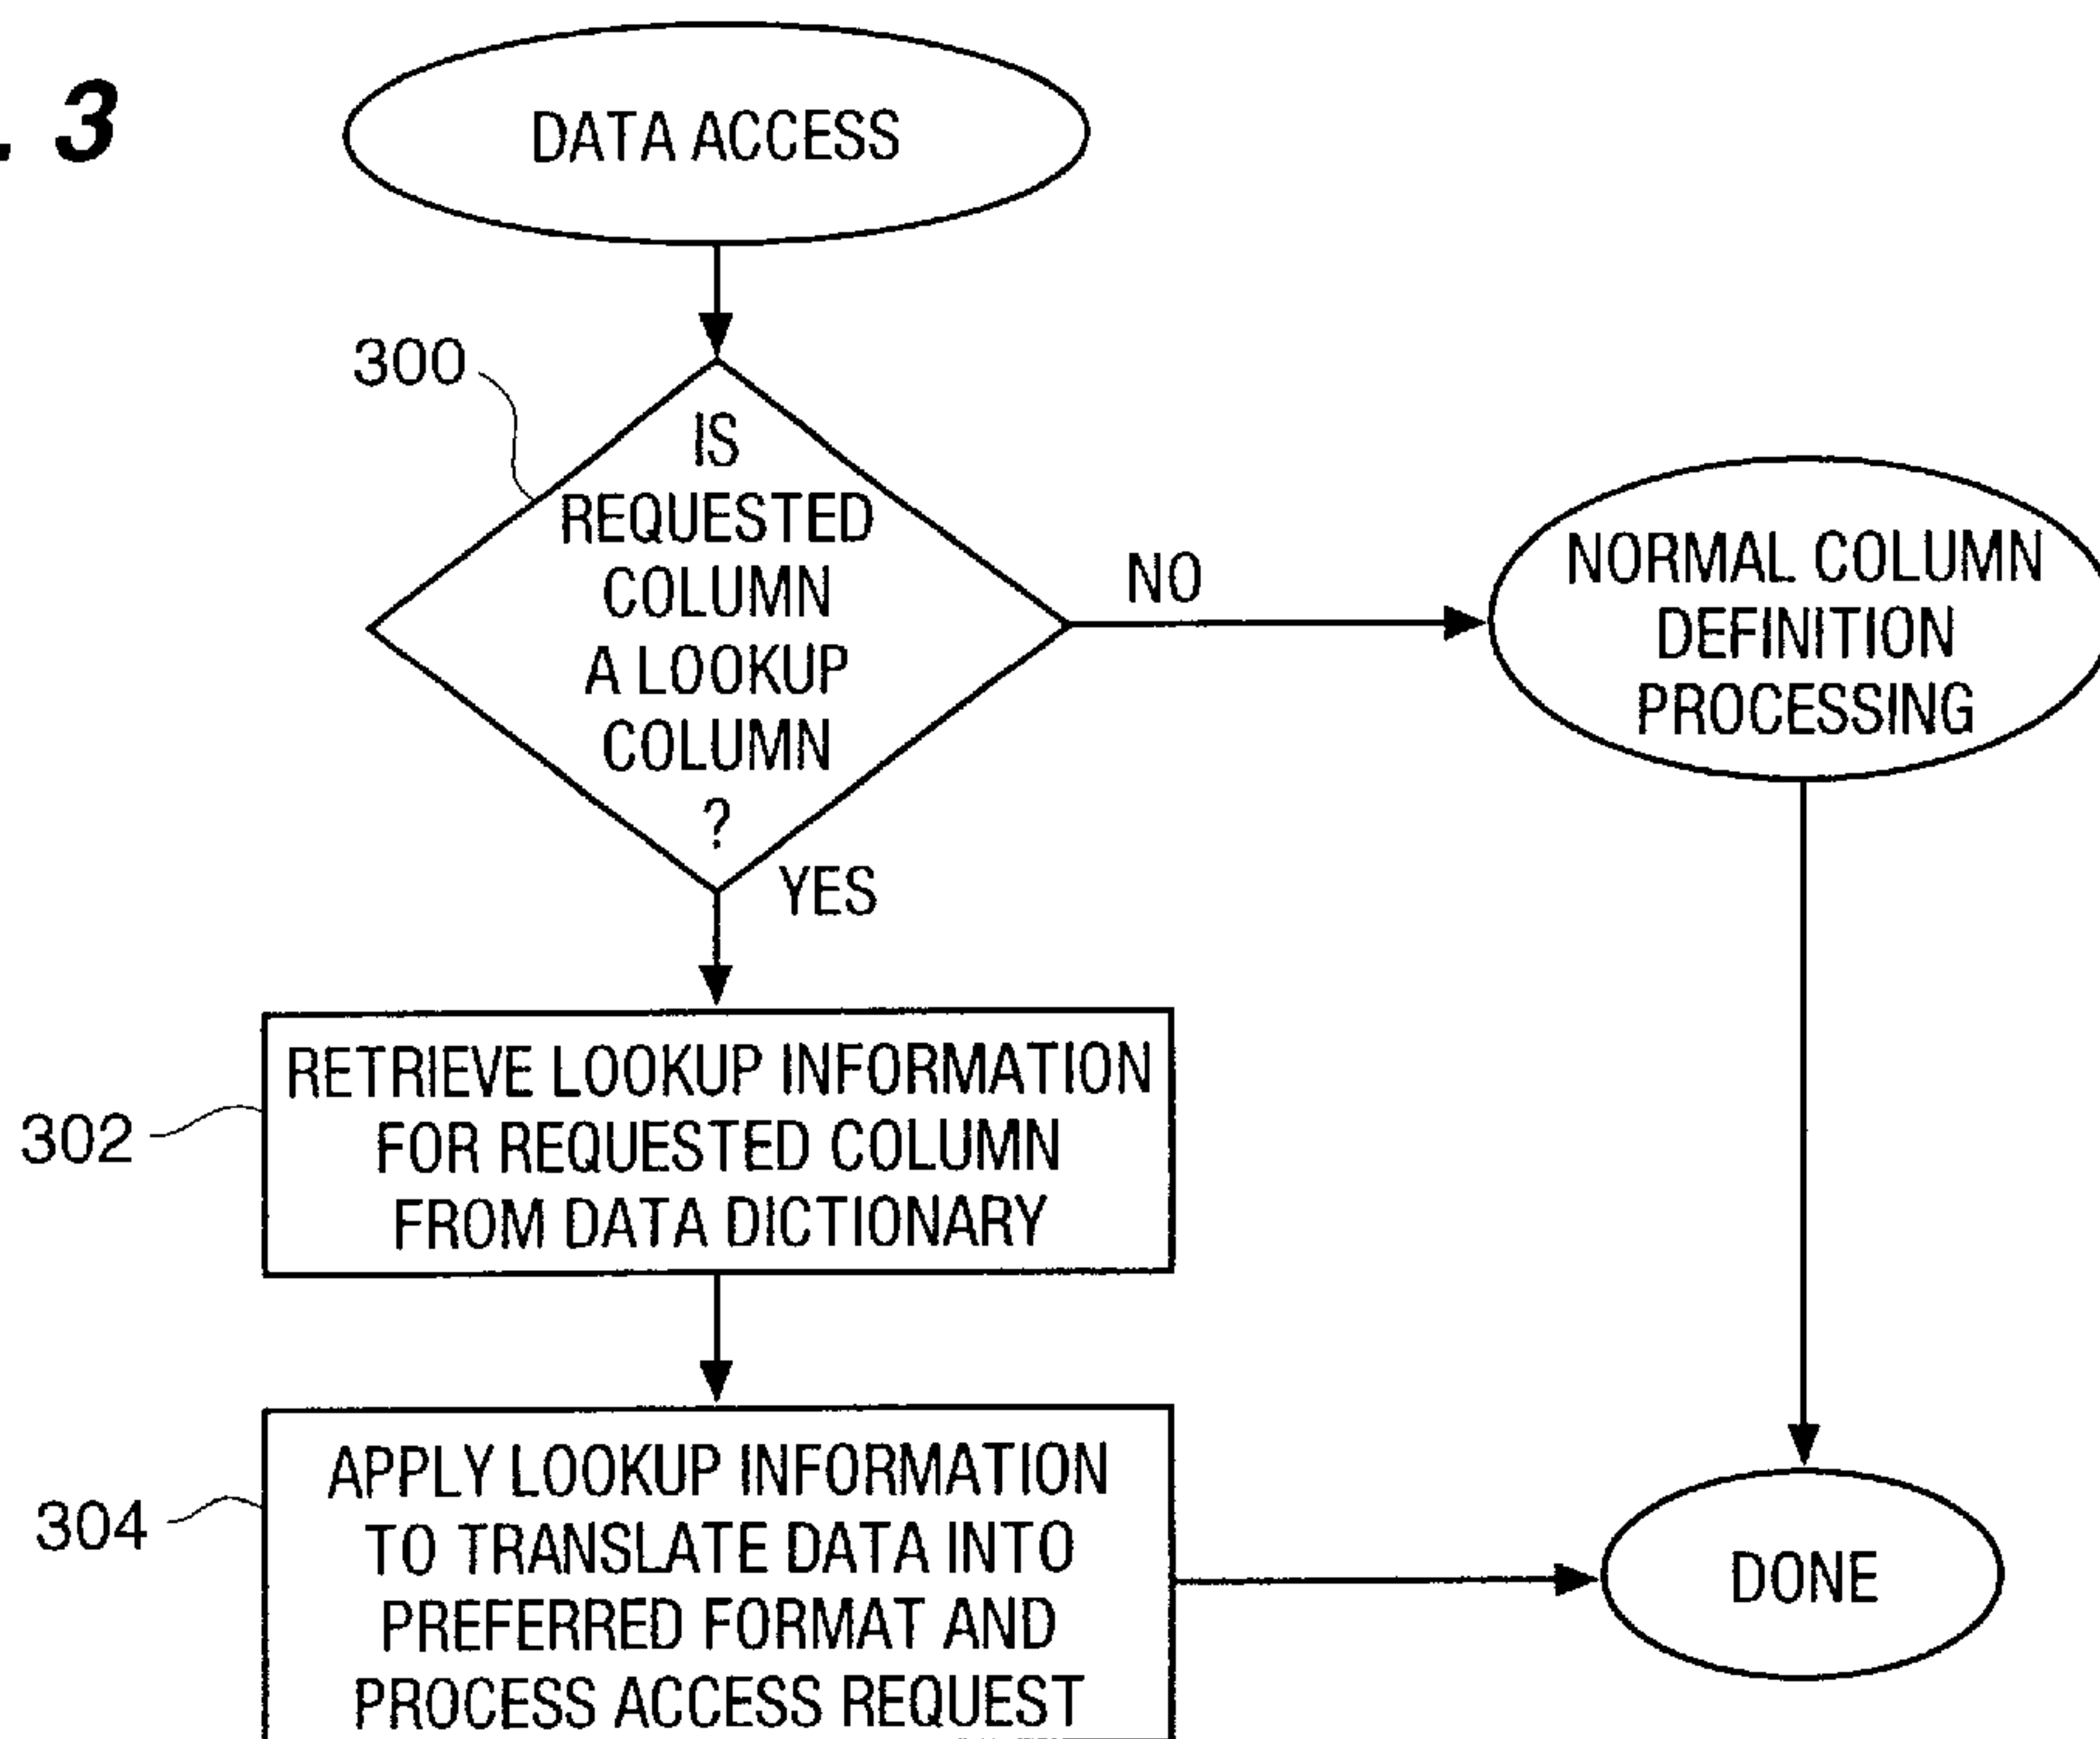 . 3
DATA ACCESS
300
IS
REQUESTED
COLUMN
A LOOKUP
COLUMN
?
NO
NORMAL COLUMN
DEFINITION
PROCESSING
YES
RETRIEVE LOOKUP INFORMATION
FOR REQUESTED COLUMN
FROM DATA DICTIONARY
302
APPLY LOOKUP INFORMATION
TO TRANSLATE DATA INTO
PREFERRED FORMAT AND
PROCESS ACCESS REQUEST
304
DONE